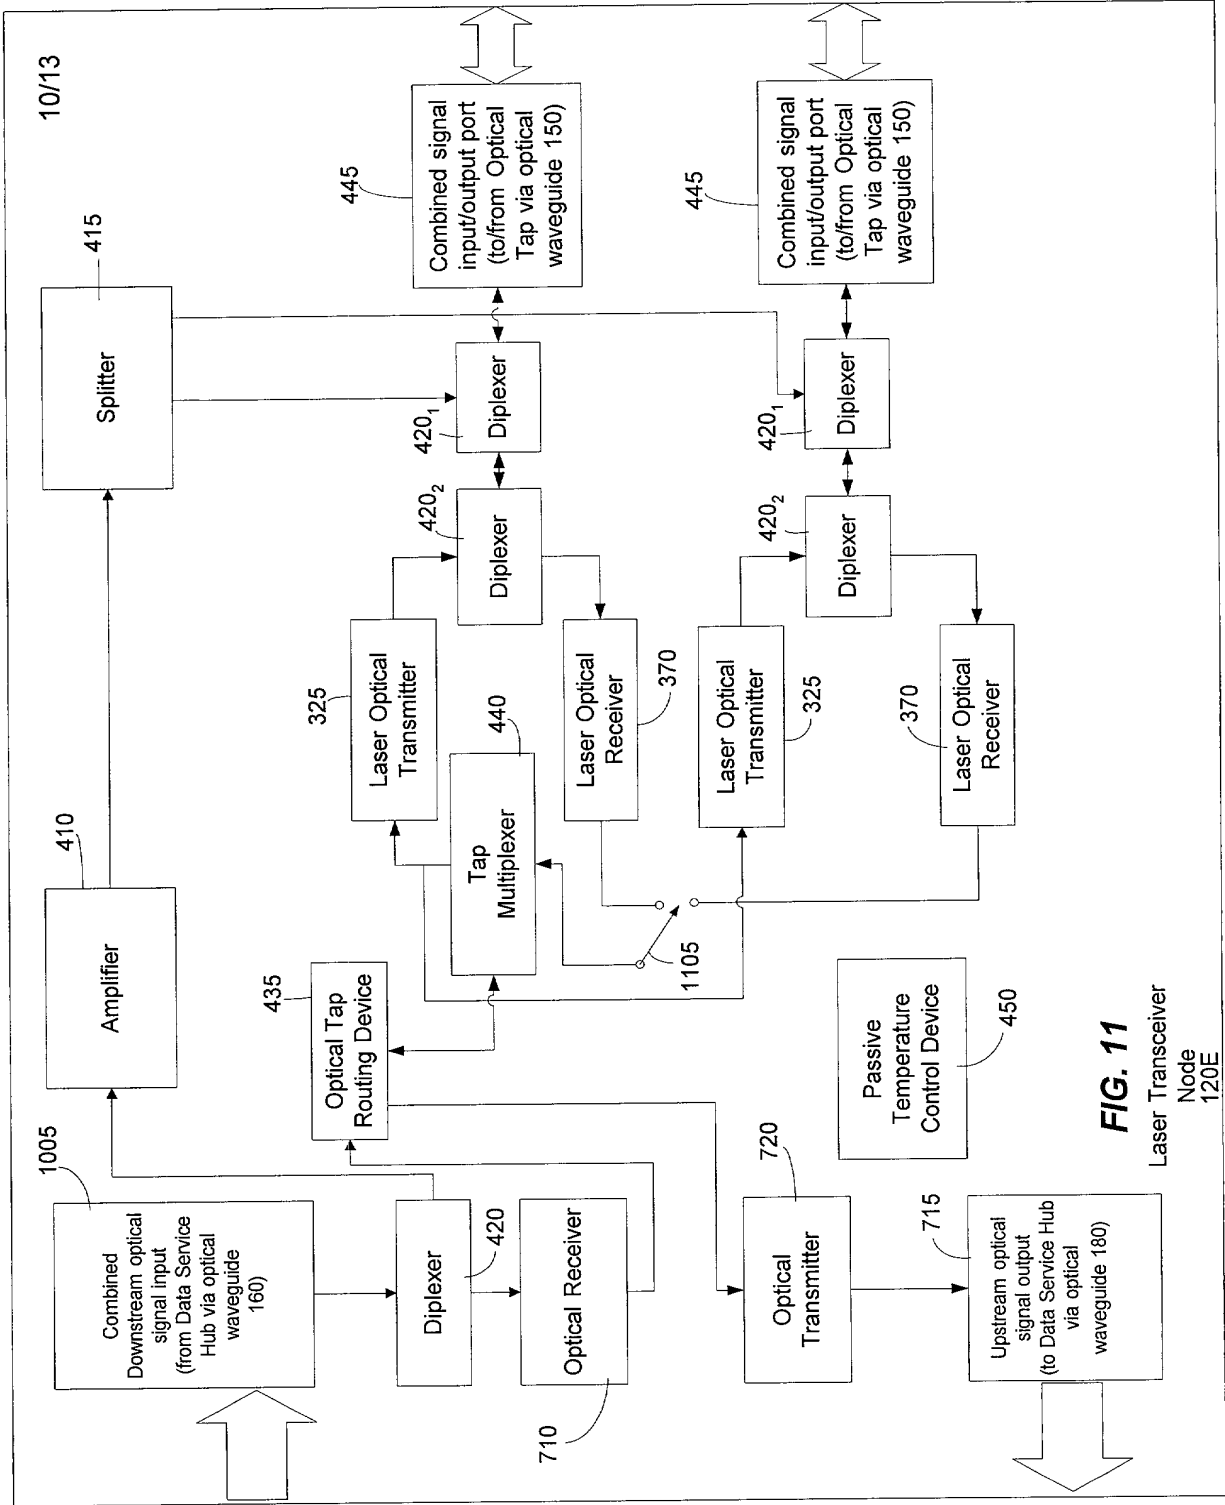 10/13
1005
Combined
Downstream optical
signal input
(from Data Service
Hub via optical
waveguide
160)
410
Amplifier
415
Splitter
Diplexer
420
Optical Receiver
710
435
Optical Tap
Routing Device
440
Tap
Multiplexer
325
Laser Optical
Transmitter
420₂
Diplexer
420₁
Diplexer
445
Combined signal
input/output port
(to/from Optical
Tap via optical
waveguide 150)
Laser Optical
Receiver
370
1105
Laser Optical
Transmitter
325
420₂
Diplexer
420₁
Diplexer
445
Combined signal
input/output port
(to/from Optical
Tap via optical
waveguide 150)
370
Laser Optical
Receiver
720
Optical
Transmitter
715
Upstream optical
signal output
(to Data Service Hub
via optical
waveguide 180)
Passive
Temperature
Control Device
450
FIG. 11
Laser Transceiver
Node
120E